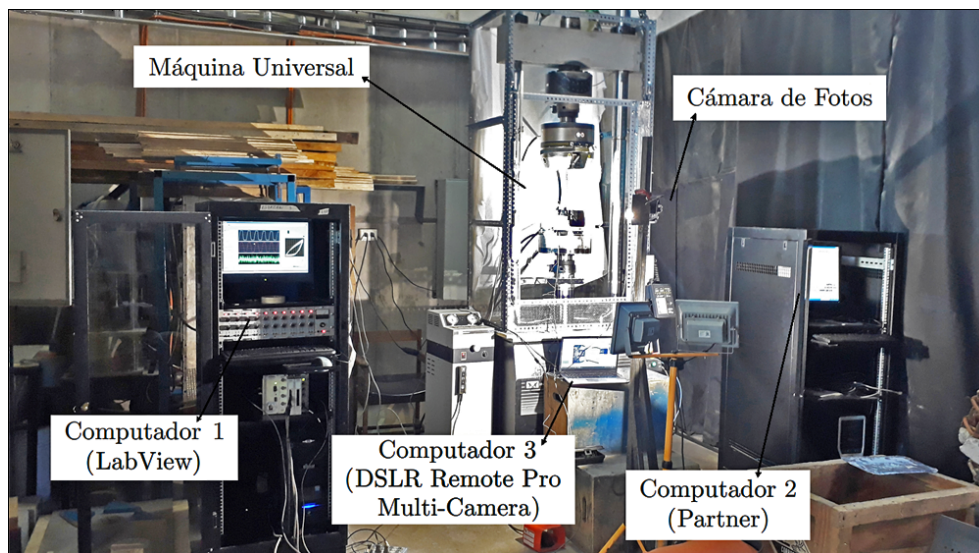 Máquina Universal
Cámara de Fotos
Computador 1
(LabView)
Computador 3
(DSLR Remote Pro
Multi-Camera)
Computador 2
(Partner)